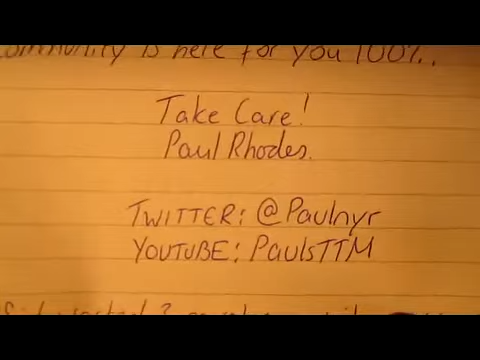 community is here for you 100%.
Take Care!
Paul Rhodes.
TWITTER: @Paulnyr
YOUTUBE: PaulsTTM